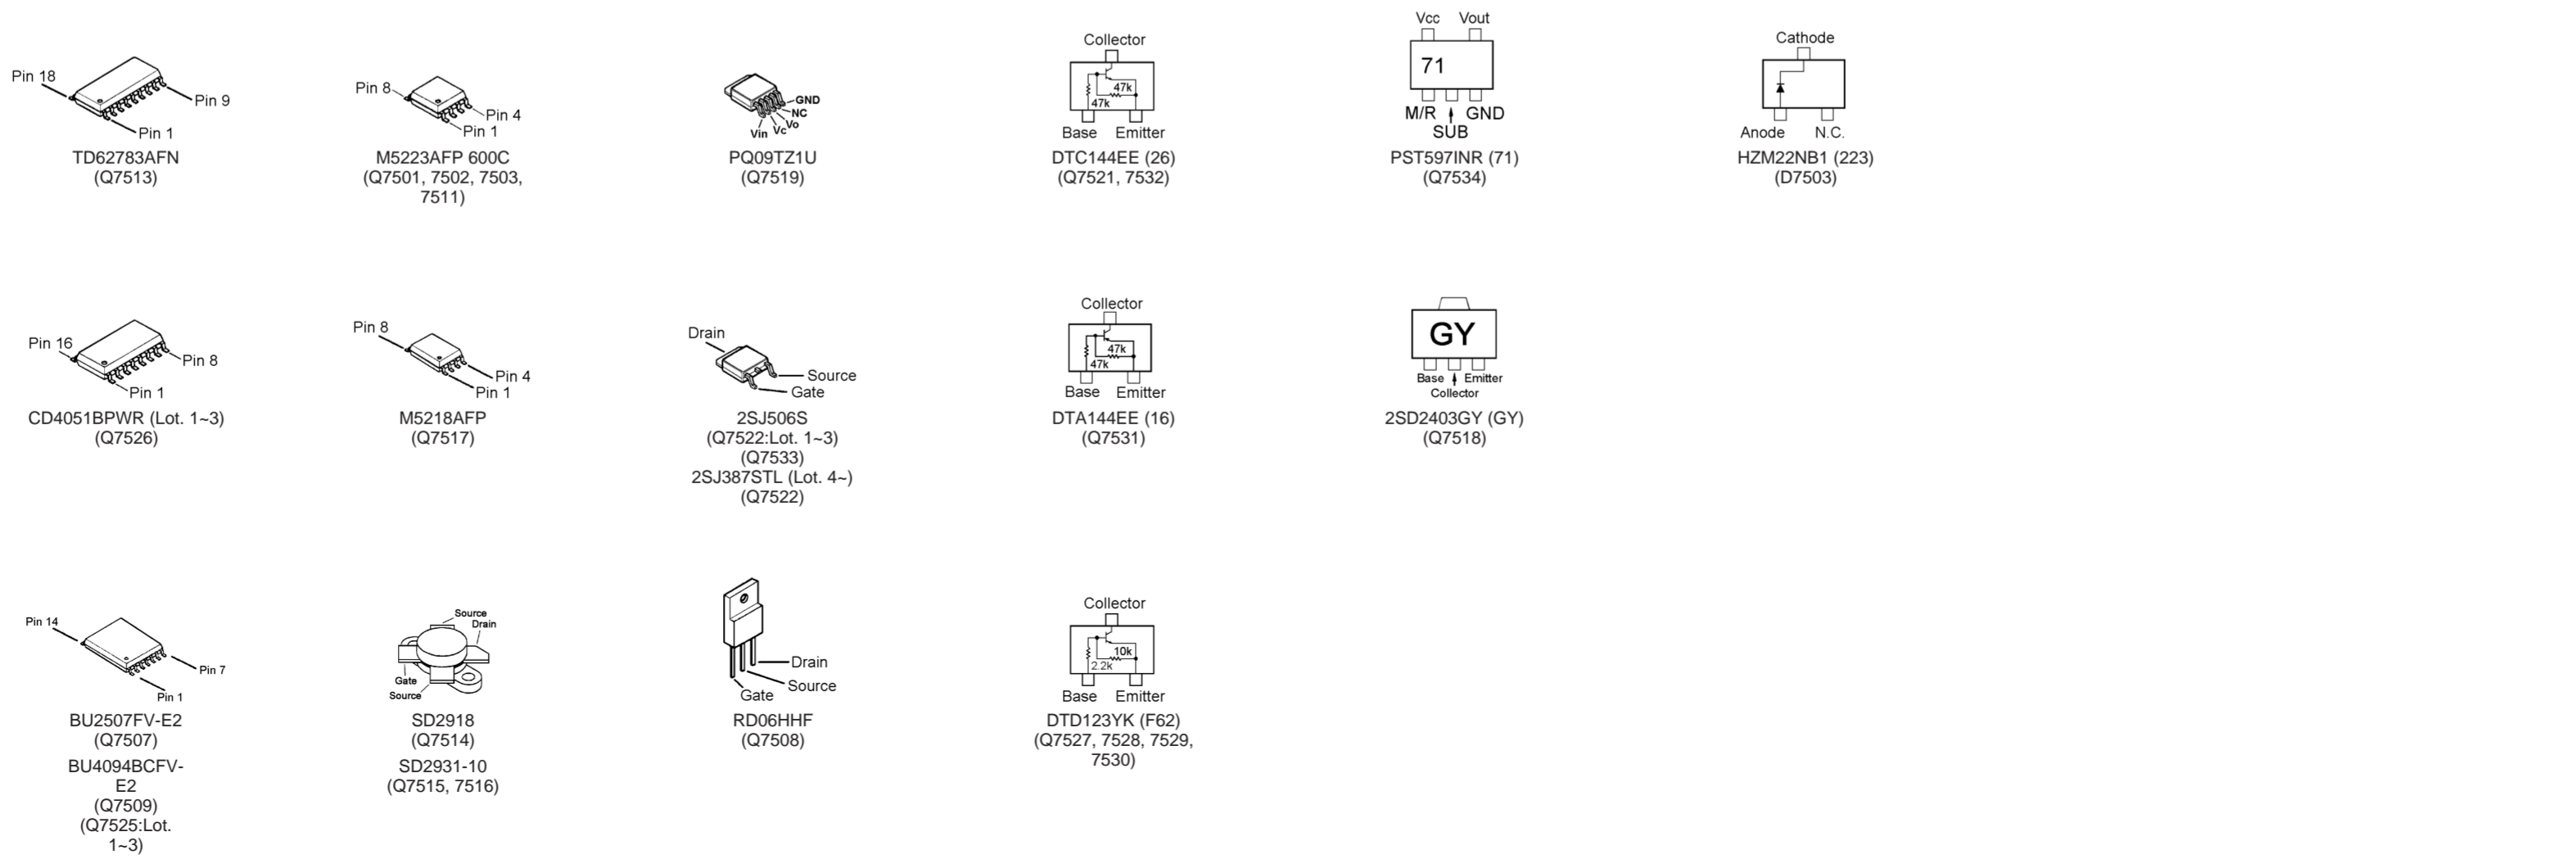 Pin 18
Pin 9
Pin 1
TD62783AFN
(Q7513)
Pin 8
Pin 4
Pin 1
M5223AFP 600C
(Q7501, 7502, 7503,
7511)
GND
NC
Vo
Vc
Vin
PQ09TZ1U
(Q7519)
Collector
47k
47k
Base Emitter
DTC144EE (26)
(Q7521, 7532)
Vcc Vout
71
M/R GND
SUB
PST597INR (71)
(Q7534)
Cathode
Anode N.C.
HZM22NB1 (223)
(D7503)
Pin 16
Pin 8
Pin 1
CD4051BPWR (Lot. 1~3)
(Q7526)
Pin 8
Pin 4
Pin 1
M5218AFP
(Q7517)
Drain
Source
Gate
2SJ506S
(Q7522:Lot. 1~3)
(Q7533)
2SJ387STL (Lot. 4~)
(Q7522)
Collector
47k
47k
Base Emitter
DTA144EE (16)
(Q7531)
GY
Base Emitter
Collector
2SD2403GY (GY)
(Q7518)
Pin 14
Pin 7
Pin 1
BU2507FV-E2
(Q7507)
BU4094BCFV-
E2
(Q7509)
(Q7525:Lot.
1~3)
Source
Drain
Gate
Source
SD2918
(Q7514)
SD2931-10
(Q7515, 7516)
Drain
Source
Gate
RD06HHF
(Q7508)
Collector
10k
2.2k
Base Emitter
DTD123YK (F62)
(Q7527, 7528, 7529,
7530)